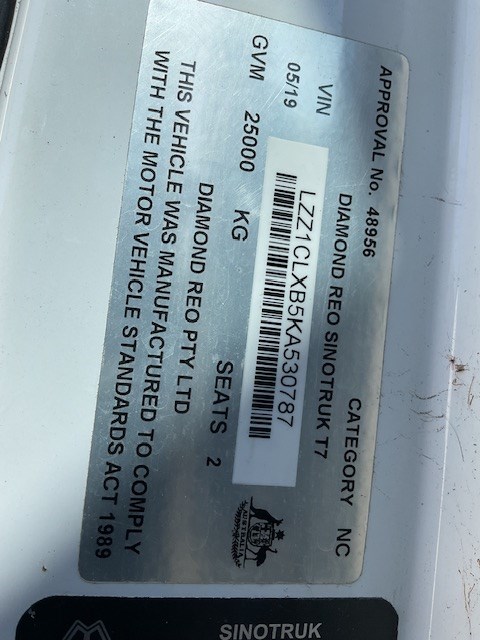 APPROVAL No. 48956 CATEGORY NC
DIAMOND REO SINOTRUK T7
VIN LZZ1CLXB5KA530787
05/19
GVM 25000 KG SEATS 2
DIAMOND REO PTY LTD
THIS VEHICLE WAS MANUFACTURED TO COMPLY
WITH THE MOTOR VEHICLE STANDARDS ACT 1989
AUSTRALIA
SINOTRUK